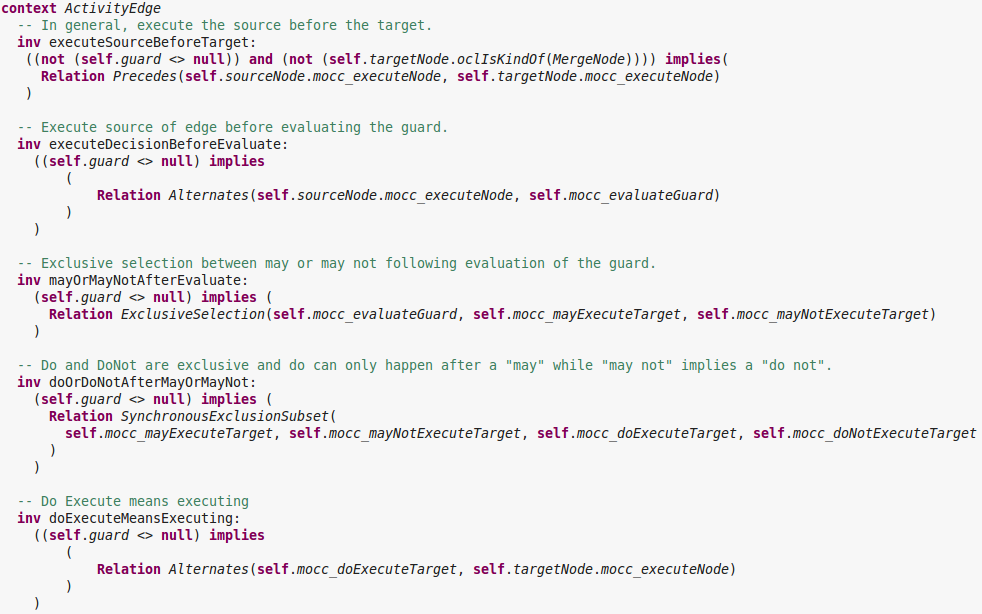 context ActivityEdge
  -- In general, execute the source before the target.
  inv executeSourceBeforeTarget:
   ((not (self.guard <> null)) and (not (self.targetNode.oclIsKindOf(MergeNode)))) implies(
     Relation Precedes(self.sourceNode.mocc_executeNode, self.targetNode.mocc_executeNode)
   )

  -- Execute source of edge before evaluating the guard.
  inv executeDecisionBeforeEvaluate:
    ((self.guard <> null) implies
        (
            Relation Alternates(self.sourceNode.mocc_executeNode, self.mocc_evaluateGuard)
        )
    )

  -- Exclusive selection between may or may not following evaluation of the guard.
  inv mayOrMayNotAfterEvaluate:
    (self.guard <> null) implies (
      Relation ExclusiveSelection(self.mocc_evaluateGuard, self.mocc_mayExecuteTarget, self.mocc_mayNotExecuteTarget)
    )

  -- Do and DoNot are exclusive and do can only happen after a "may" while "may not" implies a "do not".
  inv doOrDoNotAfterMayOrMayNot:
    (self.guard <> null) implies (
      Relation SynchronousExclusionSubset(
        self.mocc_mayExecuteTarget, self.mocc_mayNotExecuteTarget, self.mocc_doExecuteTarget, self.mocc_doNotExecuteTarget
      )
    )

  -- Do Execute means executing
  inv doExecuteMeansExecuting:
    ((self.guard <> null) implies
        (
            Relation Alternates(self.mocc_doExecuteTarget, self.targetNode.mocc_executeNode)
        )
    )